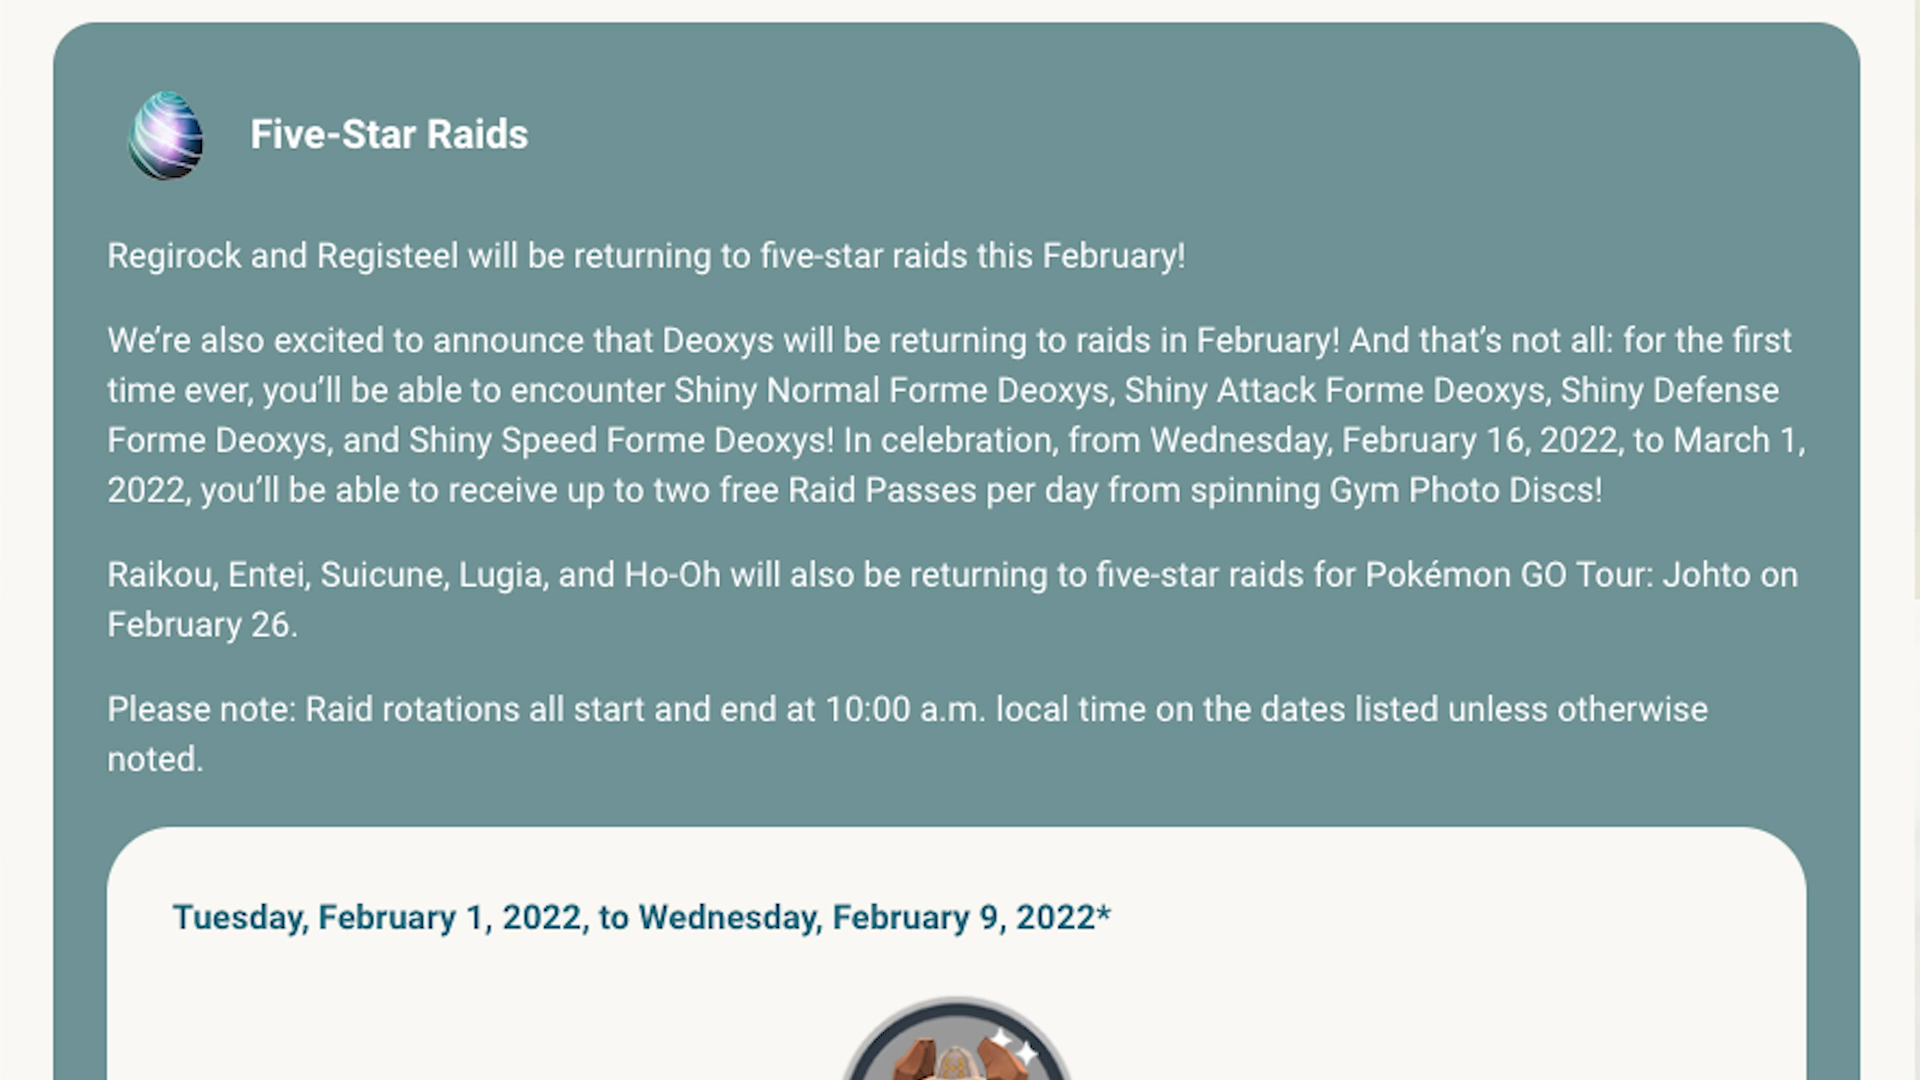 Five-Star Raids
Regirock and Registeel will be returning to five-star raids this February!
We’re also excited to announce that Deoxys will be returning to raids in February! And that’s not all: for the first
time ever, you’ll be able to encounter Shiny Normal Forme Deoxys, Shiny Attack Forme Deoxys, Shiny Defense
Forme Deoxys, and Shiny Speed Forme Deoxys! In celebration, from Wednesday, February 16, 2022, to March 1,
2022, you’ll be able to receive up to two free Raid Passes per day from spinning Gym Photo Discs!
Raikou, Entei, Suicune, Lugia, and Ho-Oh will also be returning to five-star raids for Pokémon GO Tour: Johto on
February 26.
Please note: Raid rotations all start and end at 10:00 a.m. local time on the dates listed unless otherwise
noted.
Tuesday, February 1, 2022, to Wednesday, February 9, 2022*